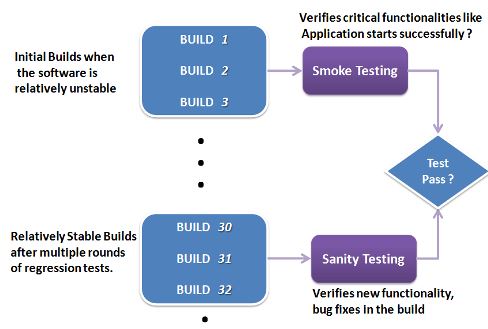 Verifies critical functionalities like
Application starts successfully ?
BUILD 1
BUILD 2
BUILD 3
Initial Builds when
the software is
relatively unstable
Smoke Testing
Test
Pass ?
Relatively Stable Builds
after multiple rounds
of regression tests.
BUILD 30
BUILD 31
BUILD 32
Sanity Testing
Verifies new functionality,
bug fixes in the build